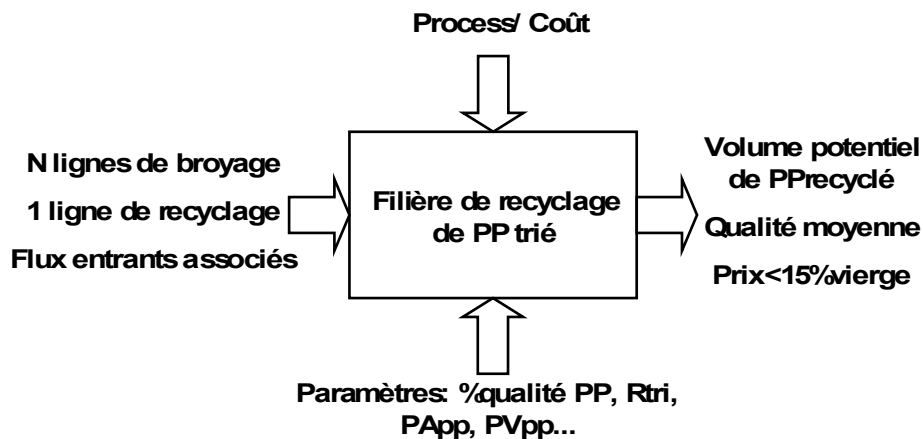 Process/ Coût
N lignes de broyage
1 ligne de recyclage
Flux entrants associés
Filière de recyclage
de PP trié
Volume potentiel
de PPrecyclé
Qualité moyenne
Prix<15%vierge
Paramètres: %qualité PP, Rtri,
PApp, PVpp...